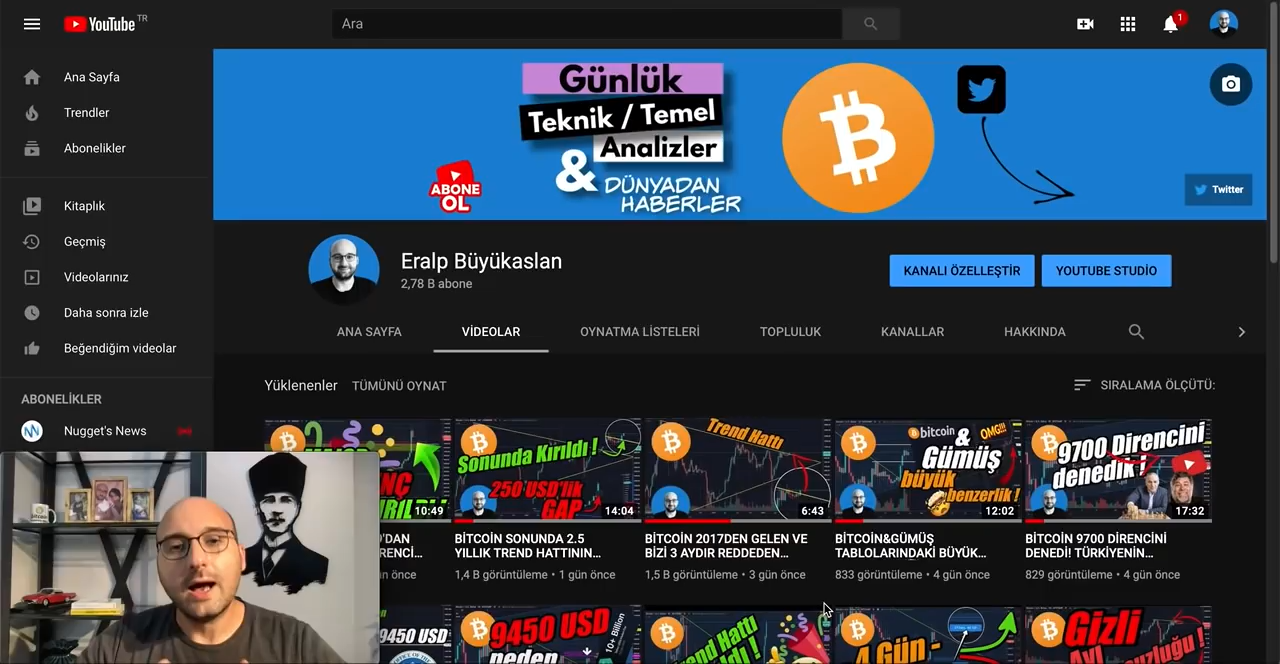 YouTube TR
Ara
1
Ana Sayfa
Trendler
Abonelikler
Kitaplık
Geçmiş
Videolarınız
Daha sonra izle
Beğendiğim videolar
ABONELİKLER
Nugget's News
Günlük
Teknik / Temel
Analizler
& DÜNYADAN
HABERLER
ABONE
OL
Twitter
Eralp Büyükaslan
2,78 B abone
KANALI ÖZELLEŞTİR
YOUTUBE STUDIO
ANA SAYFA
VİDEOLAR
OYNATMA LİSTELERİ
TOPLULUK
KANALLAR
HAKKINDA
Yüklenenler
TÜMÜNÜ OYNAT
SIRALAMA ÖLÇÜTÜ:
10:49
Sonunda Kırıldı !
250 USD'lik
GAP
14:04
Trend Hattı
6:43
bitcoin
& OMG!!!
Gümüş
büyük
benzerlik !
12:02
9700 Direncini
denedik !
17:32
BİTCOİN SONUNDA 2.5
YILLIK TREND HATTININ...
1,4 B görüntüleme • 1 gün önce
BİTCOİN 2017DEN GELEN VE
BİZİ 3 AYDIR REDDEDEN...
1,5 B görüntüleme • 3 gün önce
BİTCOİN&GÜMÜŞ
TABLOLARINDAKİ BÜYÜK...
833 görüntüleme • 4 gün önce
BİTCOİN 9700 DİRENCİNİ
DENEDİ! TÜRKİYENİN...
829 görüntüleme • 4 gün önce
9450 USD
9450 USD
neden
10+ Billion
Trend Hattı
4 Gün -
Gizli